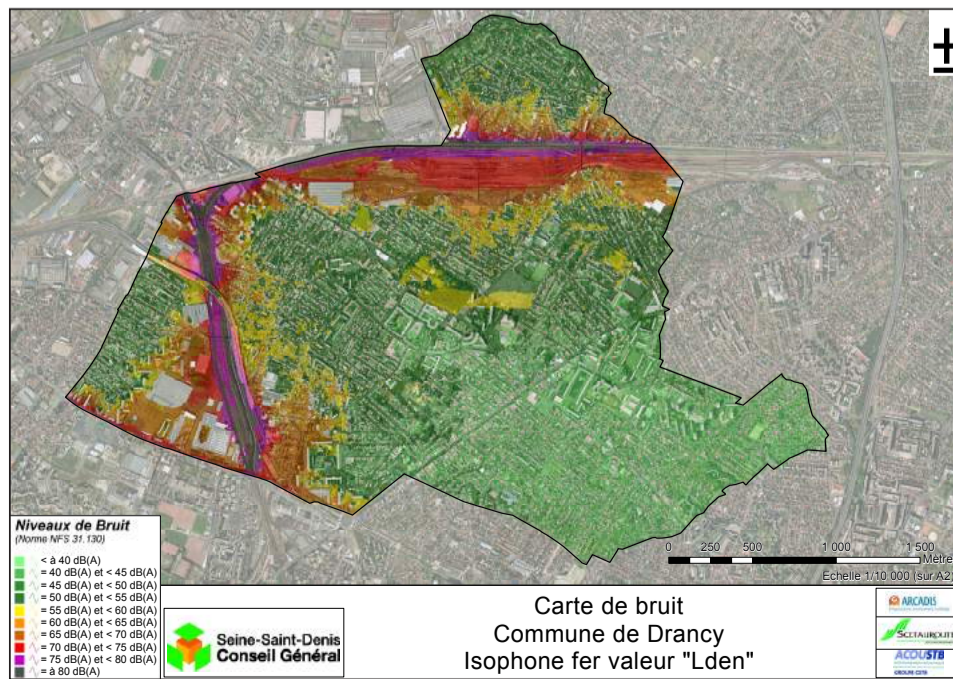 Niveaux de Bruit
(Norme NFS 31.130)
< à 40 dB(A)
= 40 dB(A) et < 45 dB(A)
= 45 dB(A) et < 50 dB(A)
= 50 dB(A) et < 55 dB(A)
= 55 dB(A) et < 60 dB(A)
= 60 dB(A) et < 65 dB(A)
= 65 dB(A) et < 70 dB(A)
= 70 dB(A) et < 75 dB(A)
= 75 dB(A) et < 80 dB(A)
= à 80 dB(A)
0 250 500 1 000 1 500
Mètre
Echelle 1/10 000 (sur A2)
Seine-Saint-Denis
Conseil Général
Carte de bruit
Commune de Drancy
Isophone fer valeur "Lden"
ARCADIS
SCETAUROUTE
ACOUSTB
GROUPE CSTB